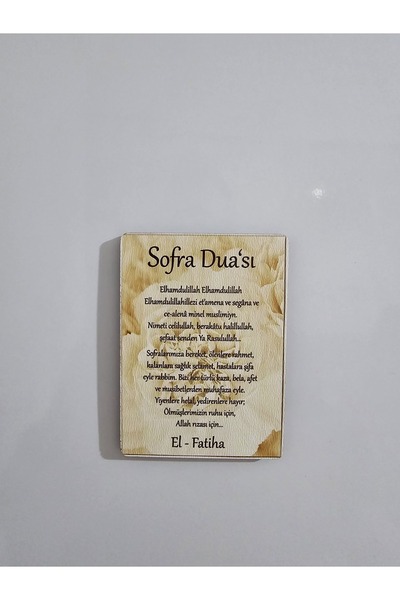 Sofra Dua'sı
Elhamdulillah Elhamdulillah
Elhamdulillahillezi et'amena ve segâna ve
ce-alenâ minel muslimiyn.
Nimeti celilullah, berakâtu halilullah,
şefaat senden Ya Rasulullah...
Sofralarımıza bereket, ölenlere rahmet,
kalanlara sağlık selamet, hastalara şifa
eyle rabbim. Bizi her türlü kaza, bela, afet
ve musibetlerden muhafaza eyle.
Yiyenlere helal, yedirenlere hayır;
Ölmüşlerimizin ruhu için,
Allah rızası için...
El - Fatiha